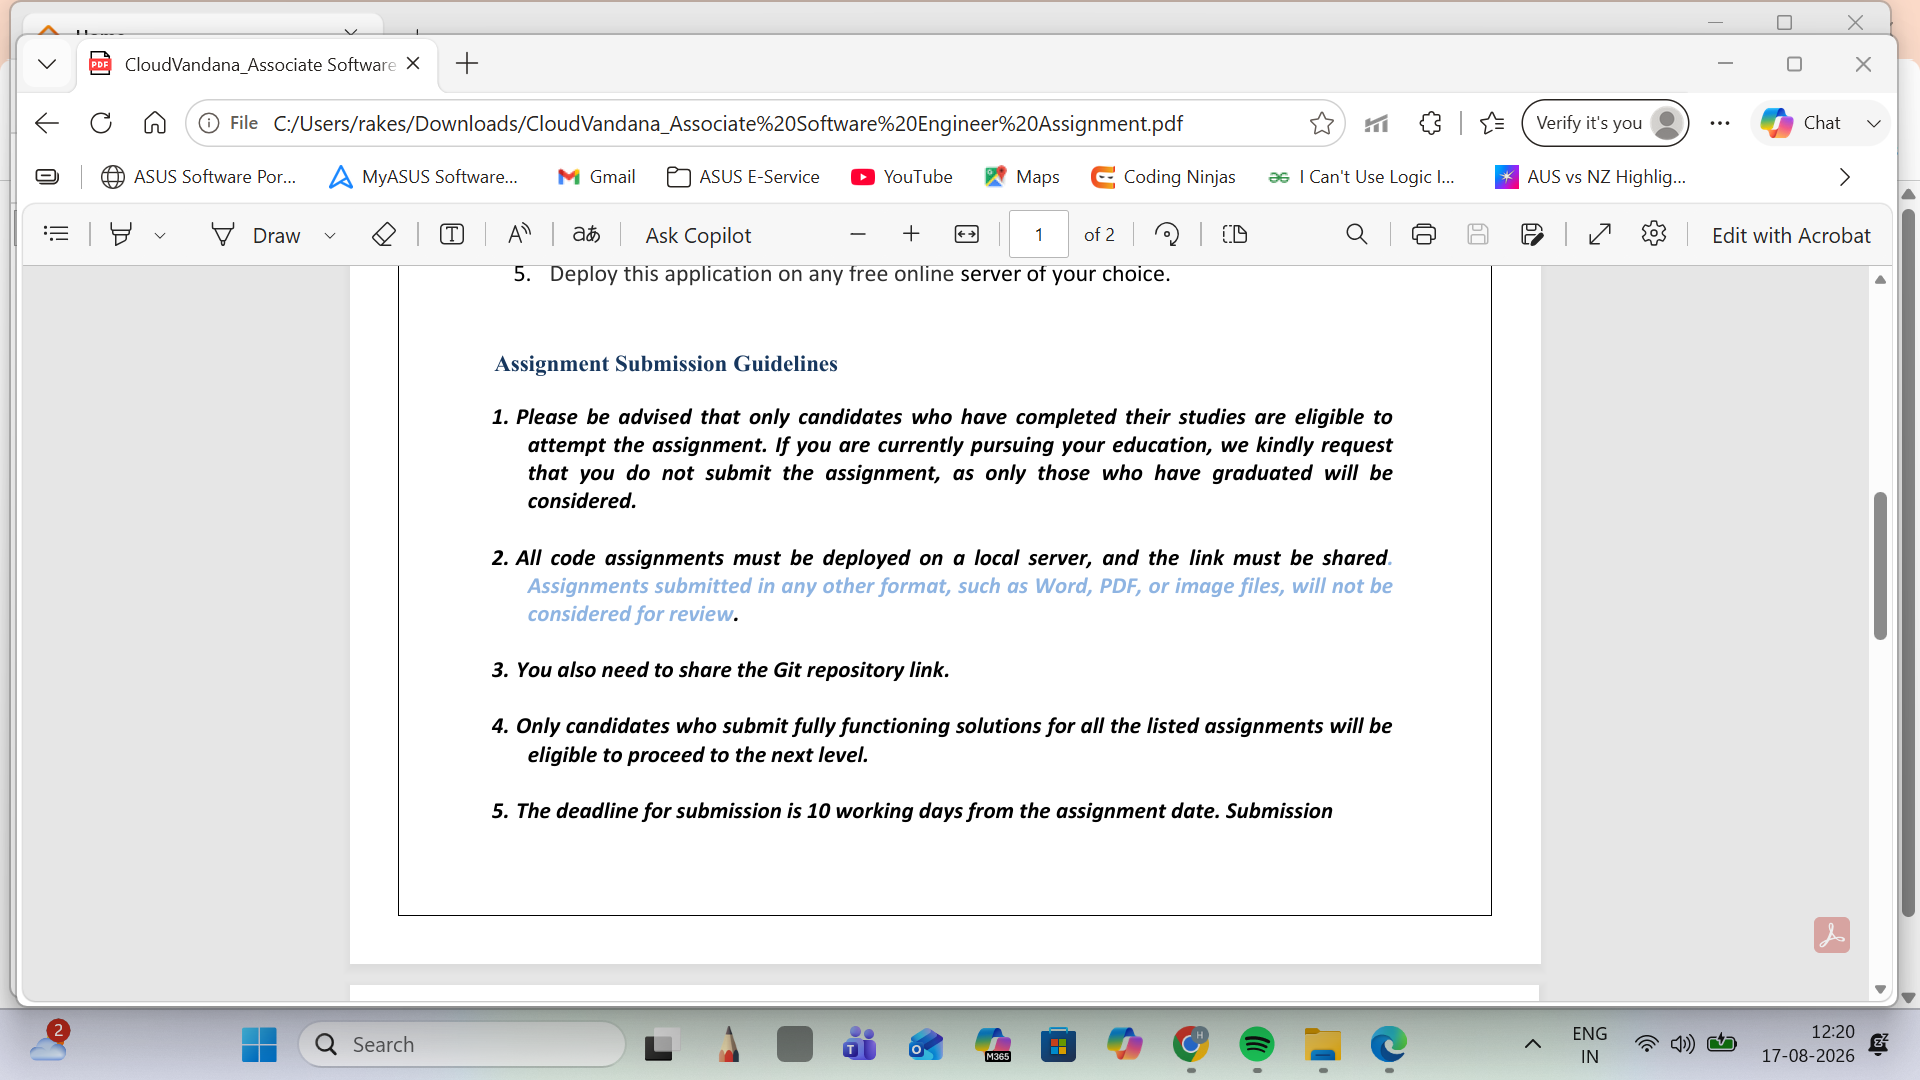 CloudVandana_Associate Software
File C:/Users/rakes/Downloads/CloudVandana_Associate%20Software%20Engineer%20Assignment.pdf
Verify it's you
Chat
ASUS Software Por...
MyASUS Software...
Gmail
ASUS E-Service
YouTube
Maps
Coding Ninjas
I Can't Use Logic I...
AUS vs NZ Highlig...
Draw
Ask Copilot
1 of 2
Edit with Acrobat
5. Deploy this application on any free online server of your choice.
Assignment Submission Guidelines
1. Please be advised that only candidates who have completed their studies are eligible to
attempt the assignment. If you are currently pursuing your education, we kindly request
that you do not submit the assignment, as only those who have graduated will be
considered.
2. All code assignments must be deployed on a local server, and the link must be shared.
Assignments submitted in any other format, such as Word, PDF, or image files, will not be
considered for review.
3. You also need to share the Git repository link.
4. Only candidates who submit fully functioning solutions for all the listed assignments will be
eligible to proceed to the next level.
5. The deadline for submission is 10 working days from the assignment date. Submission
2
Search
M365
ENG
IN
12:20
17-08-2026